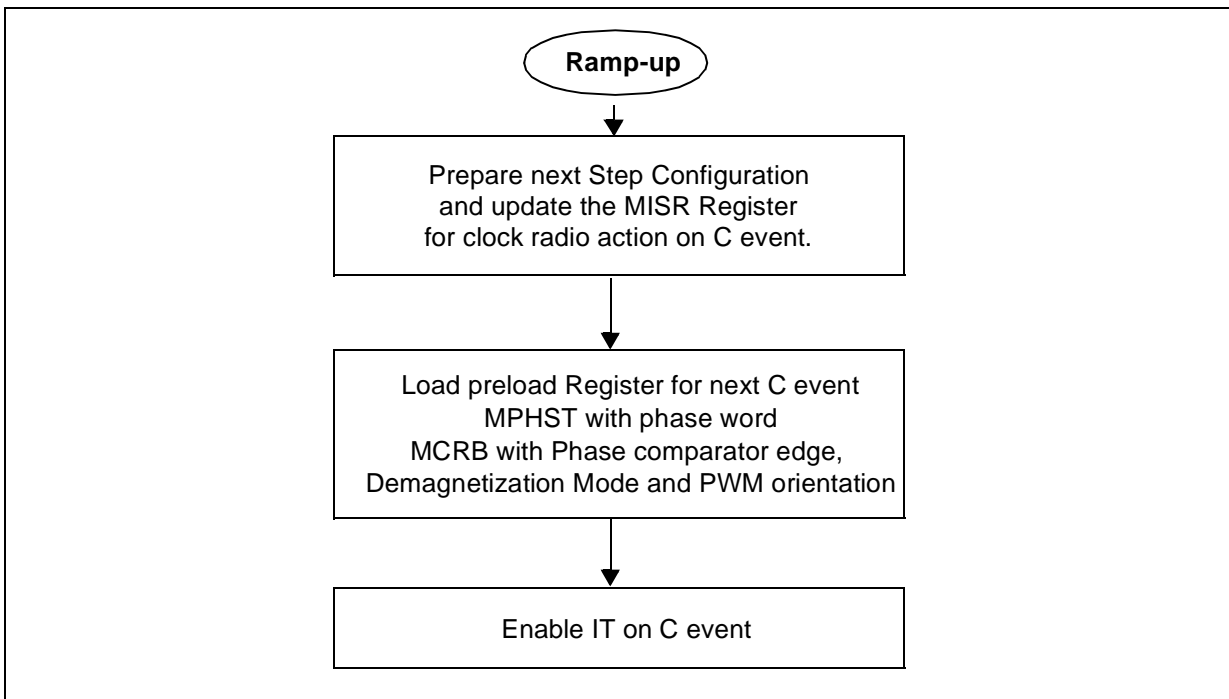 Ramp-up
Prepare next Step Configuration
and update the MISR Register
for clock radio action on C event.
Load preload Register for next C event
MPHST with phase word
MCRB with Phase comparator edge,
Demagnetization Mode and PWM orientation
Enable IT on C event